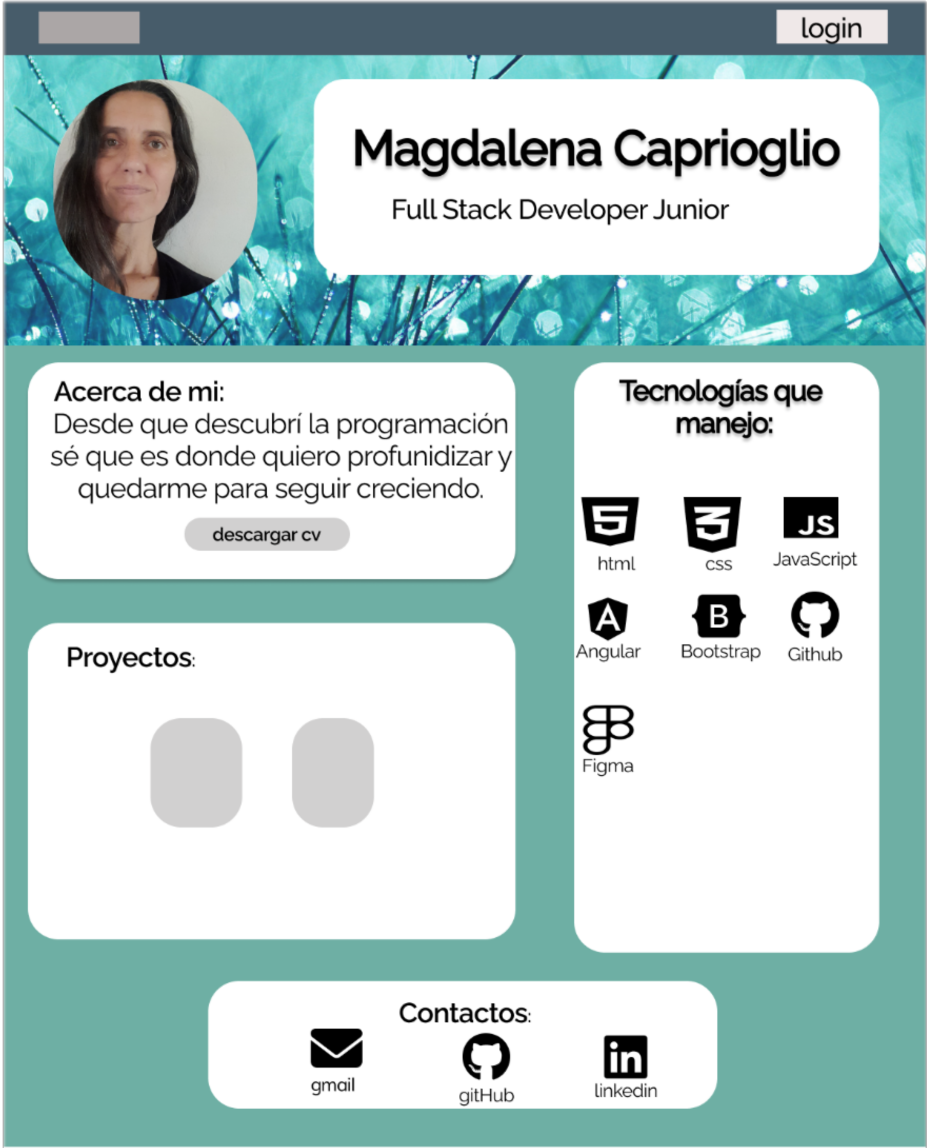 login
Magdalena Caprioglio
Full Stack Developer Junior
Acerca de mi:
Desde que descubrí la programación
sé que es donde quiero profunidizar y
quedarme para seguir creciendo.
descargar cv
Proyectos:
Tecnologías que
manejo:
5 3 JS
html css JavaScript
A B
Angular Bootstrap Github
Figma
Contactos:
in
gmail gitHub linkedin